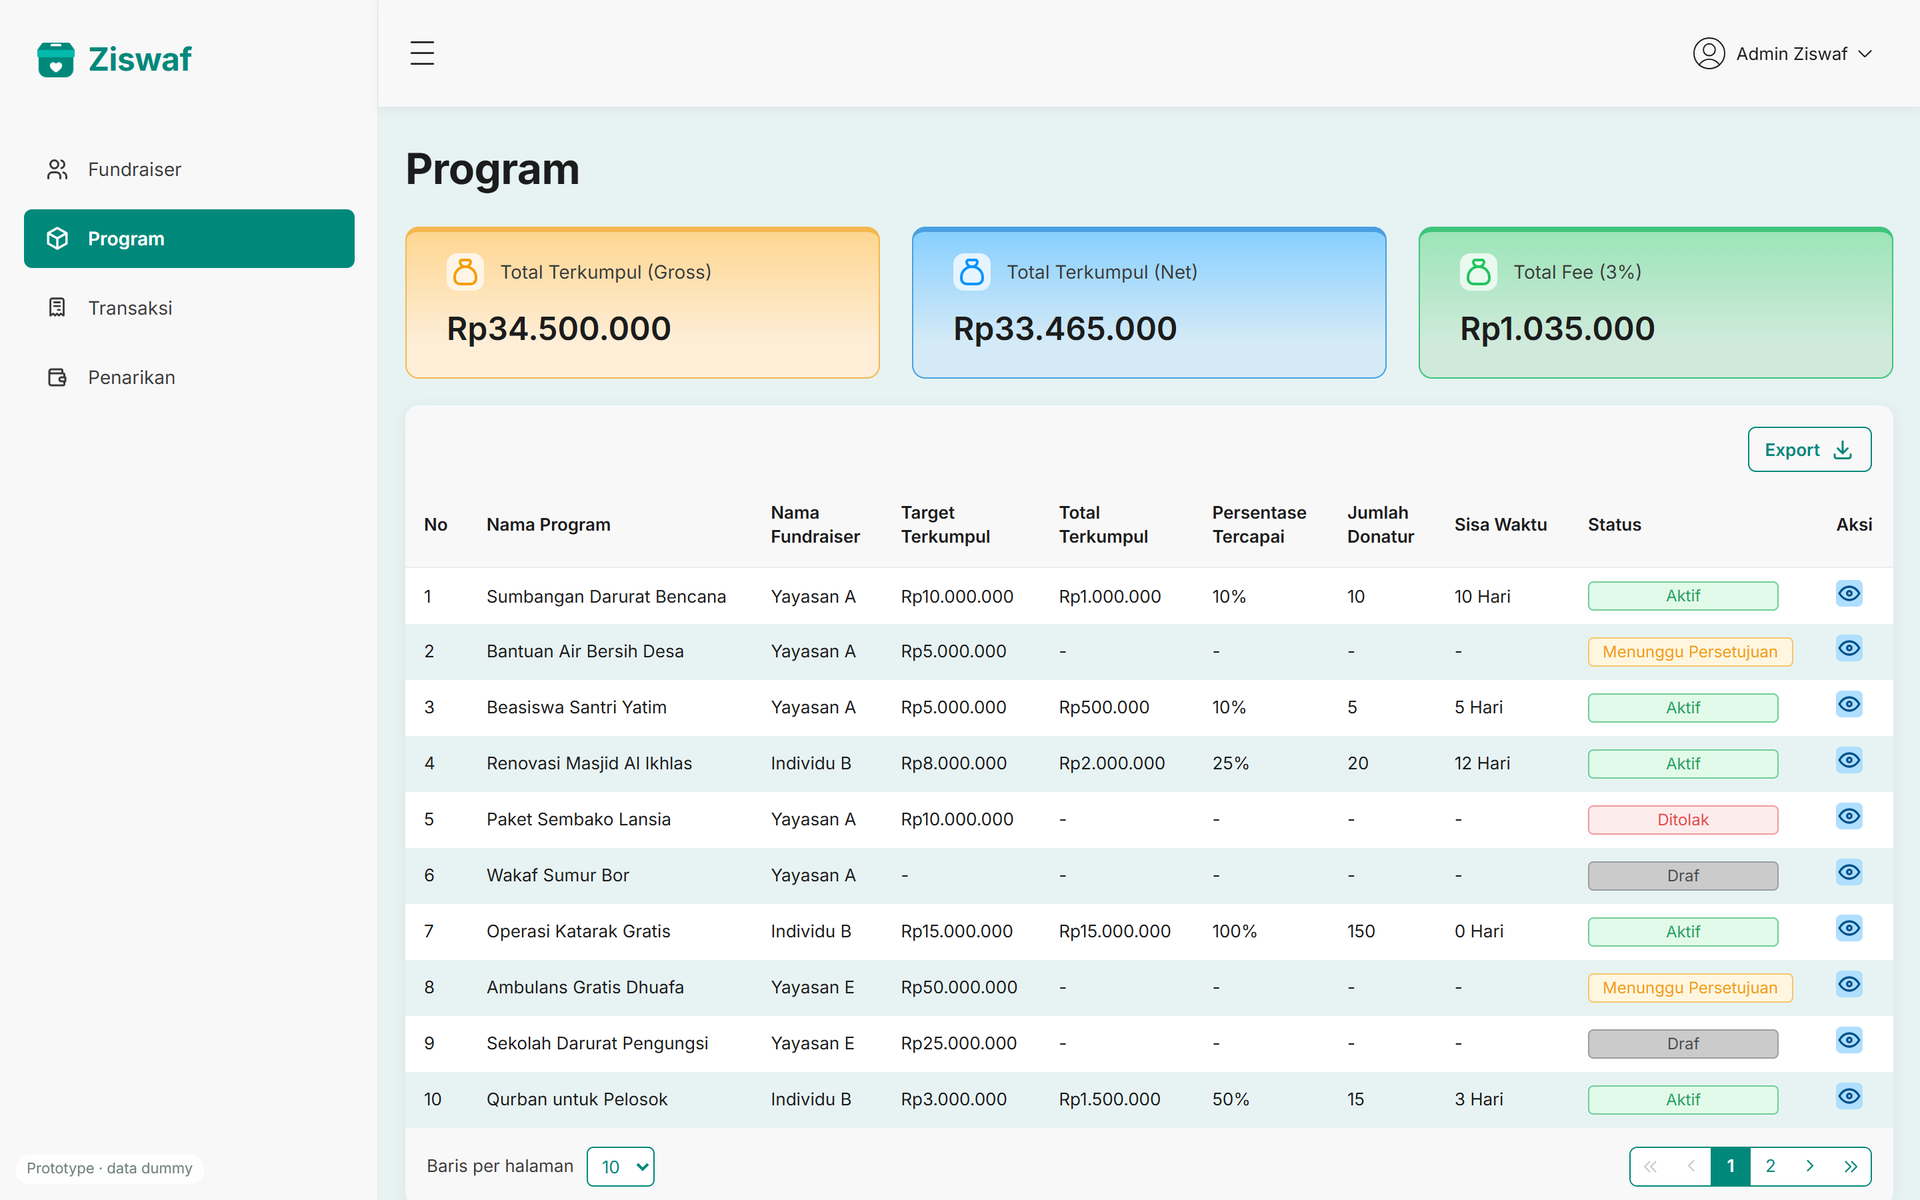 Ziswaf
Admin Ziswaf
Fundraiser
Program
Transaksi
Penarikan
Program
Total Terkumpul (Gross)
Rp34.500.000
Total Terkumpul (Net)
Rp33.465.000
Total Fee (3%)
Rp1.035.000
Export
No Nama Program Nama Fundraiser Target Terkumpul Total Terkumpul Persentase Tercapai Jumlah Donatur Sisa Waktu Status Aksi
1 Sumbangan Darurat Bencana Yayasan A Rp10.000.000 Rp1.000.000 10% 10 10 Hari Aktif
2 Bantuan Air Bersih Desa Yayasan A Rp5.000.000 - - - - Menunggu Persetujuan
3 Beasiswa Santri Yatim Yayasan A Rp5.000.000 Rp500.000 10% 5 5 Hari Aktif
4 Renovasi Masjid Al Ikhlas Individu B Rp8.000.000 Rp2.000.000 25% 20 12 Hari Aktif
5 Paket Sembako Lansia Yayasan A Rp10.000.000 - - - - Ditolak
6 Wakaf Sumur Bor Yayasan A - - - - - Draf
7 Operasi Katarak Gratis Individu B Rp15.000.000 Rp15.000.000 100% 150 0 Hari Aktif
8 Ambulans Gratis Dhuafa Yayasan E Rp50.000.000 - - - - Menunggu Persetujuan
9 Sekolah Darurat Pengungsi Yayasan E Rp25.000.000 - - - - Draf
10 Qurban untuk Pelosok Individu B Rp3.000.000 Rp1.500.000 50% 15 3 Hari Aktif
Baris per halaman 10
« ‹ 1 2 › »
Prototype · data dummy